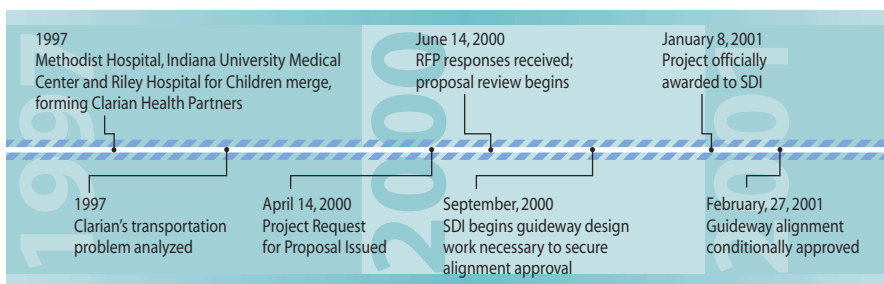 1997
Methodist Hospital, Indiana University Medical
Center and Riley Hospital for Children merge,
forming Clarian Health Partners
June 14, 2000
RFP responses received;
proposal review begins
January 8, 2001
Project officially
awarded to SDI
1997
2000
2001
1997
Clarian's transportation
problem analyzed
April 14, 2000
Project Request
for Proposal Issued
September, 2000
SDI begins guideway design
work necessary to secure
alignment approval
February, 27, 2001
Guideway alignment
conditionally approved